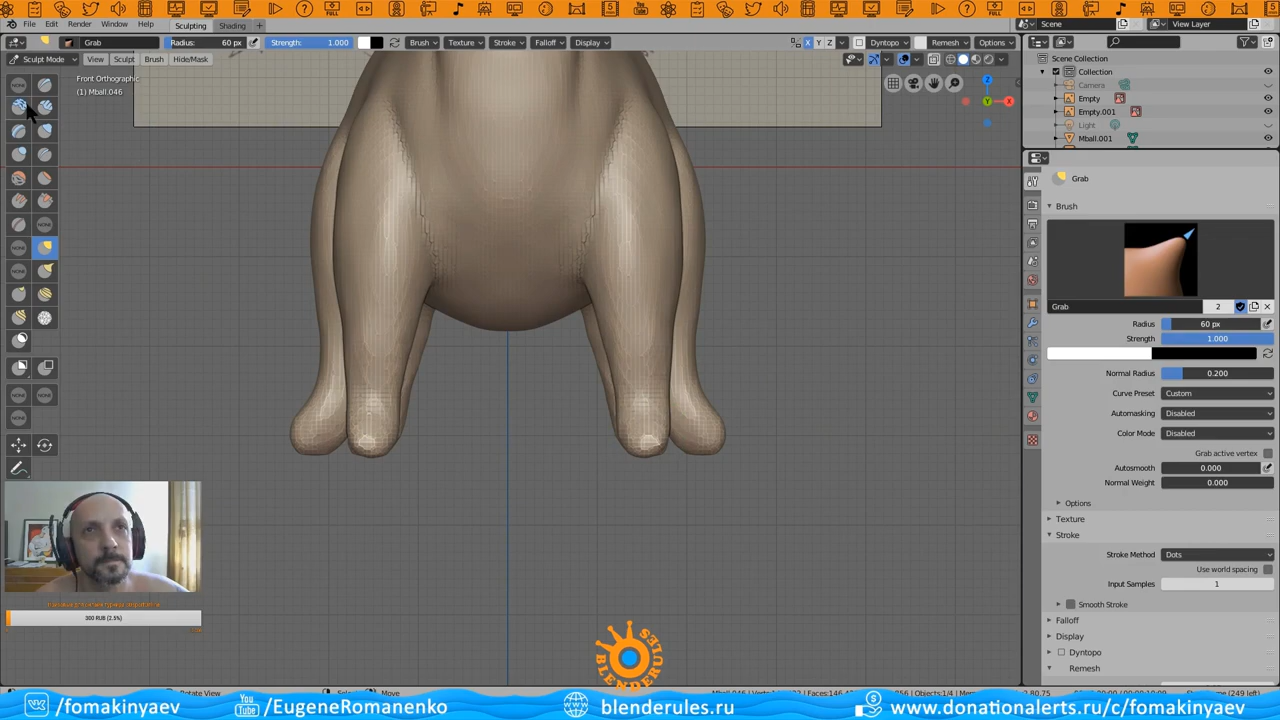 File Edit Render Window Help Sculpting Shading + Scene View Layer
Grab Radius: 60 px Strength: 1.000 Brush Texture Stroke Falloff Display X Y Z Dyntopo Remesh Options
Sculpt Mode View Sculpt Brush Hide/Mask
Front Orthographic
(1) Mball.046
Scene Collection
Collection
Camera
Empty
Empty.001
Light
Mball.001
Grab
Brush
Grab 2
Radius 60 px
Strength 1.000
Normal Radius 0.200
Curve Preset Custom
Automasking Disabled
Color Mode Disabled
Grab active vertex
Autosmooth 0.000
Normal Weight 0.000
Options
Texture
Stroke
Stroke Method Dots
Use world spacing
Input Samples 1
Smooth Stroke
Falloff
Display
Dyntopo
Remesh
300 RUB (2.5%)
BLENDERULES
Rotate View Move
/fomakinyaev You Tube /EugeneRomanenko blenderules.ru www.donationalerts.ru/c/fomakinyaev